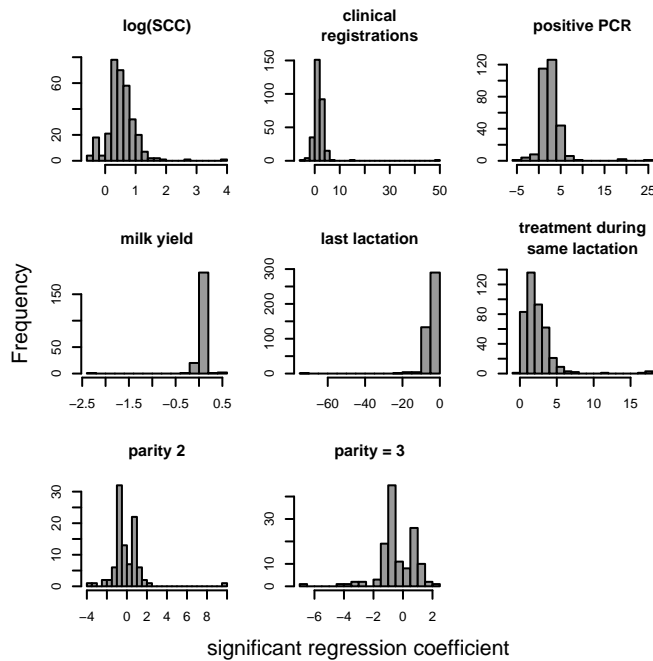 log(SCC)
clinical
registrations
positive PCR
0 20 60
0 1 2 3 4
0 50 100 150
0 10 30 50
0 40 80 120
−5 5 15 25
milk yield
last lactation
treatment during
same lactation
Frequency
0 50 150
−2.5 −1.5 −0.5 0.5
0 100 200 300
−60 −40 −20 0
0 40 80 120
0 5 10 15
parity 2
parity = 3
0 10 20 30
−4 0 2 4 6 8
0 10 30
−6 −4 −2 0 2
significant regression coefficient